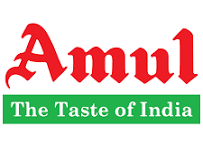 Amul
The Taste of India